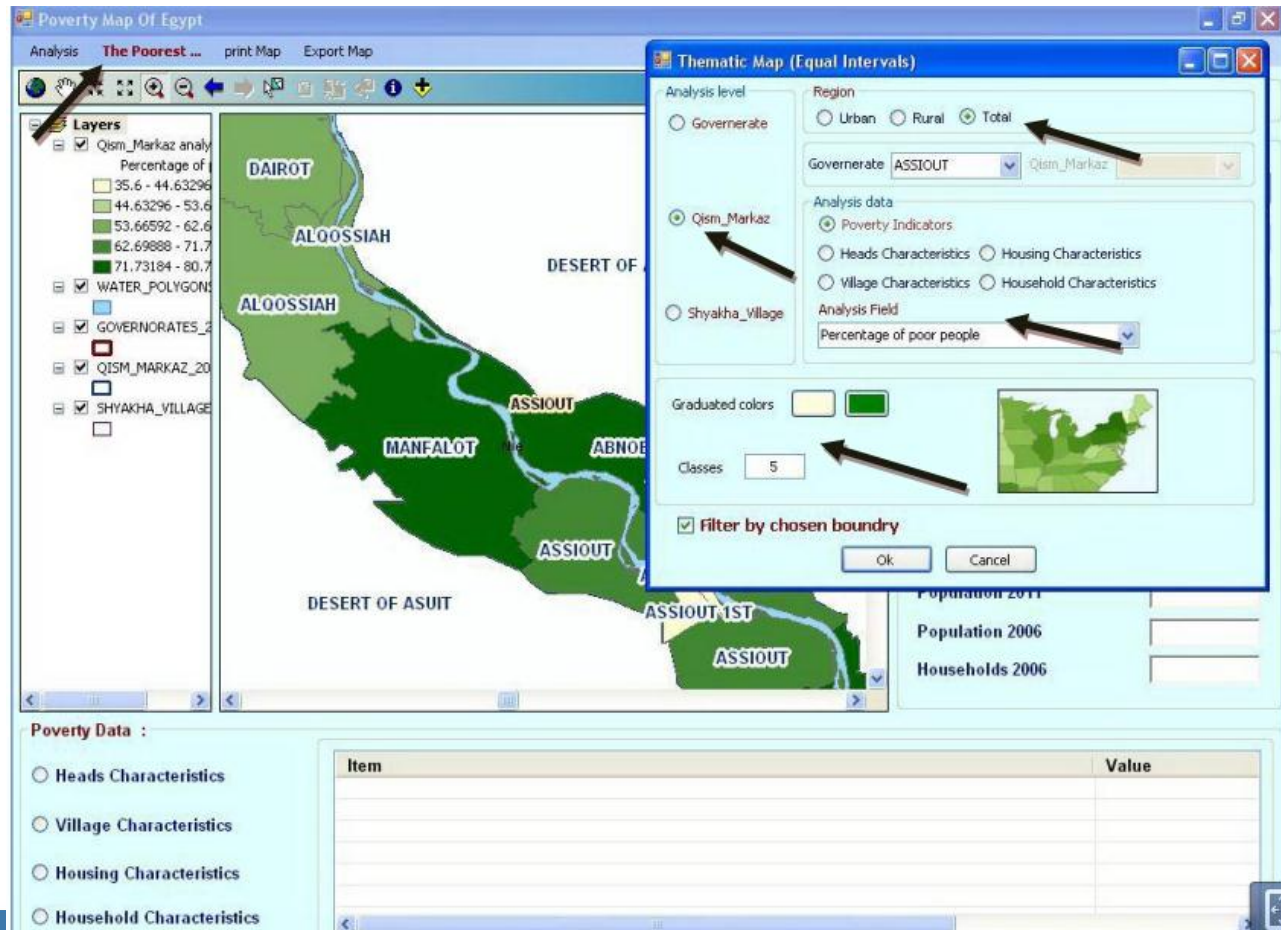 Poverty Map Of Egypt
Analysis The Poorest ... print Map Export Map
Layers
Qism_Markaz analy
Percentage of
35.6 - 44.63296
44.63296 - 53.6
53.66592 - 62.6
62.69888 - 71.7
71.73184 - 80.7
WATER_POLYGONS
GOVERNORATES_2
QISM_MARKAZ_20
SHYAKHA_VILLAGE
DAIROT
ALQOSSIAH
DESERT OF
ALQOSSIAH
ASSIOUT
MANFALOT
ABNOB
ASSIOUT
DESERT OF ASUIT
ASSIOUT 1ST
ASSIOUT
Thematic Map (Equal Intervals)
Analysis level
Governerate
Qism_Markaz
Shyakha_Village
Region
Urban Rural Total
Governerate ASSIOUT Qism_Markaz
Analysis data
Poverty Indicators
Heads Characteristics Housing Characteristics
Village Characteristics Household Characteristics
Analysis Field
Percentage of poor people
Graduated colors
Classes 5
Filter by chosen boundry
Ok Cancel
Population 2011
Population 2006
Households 2006
Poverty Data :
Heads Characteristics
Village Characteristics
Housing Characteristics
Household Characteristics
Item Value